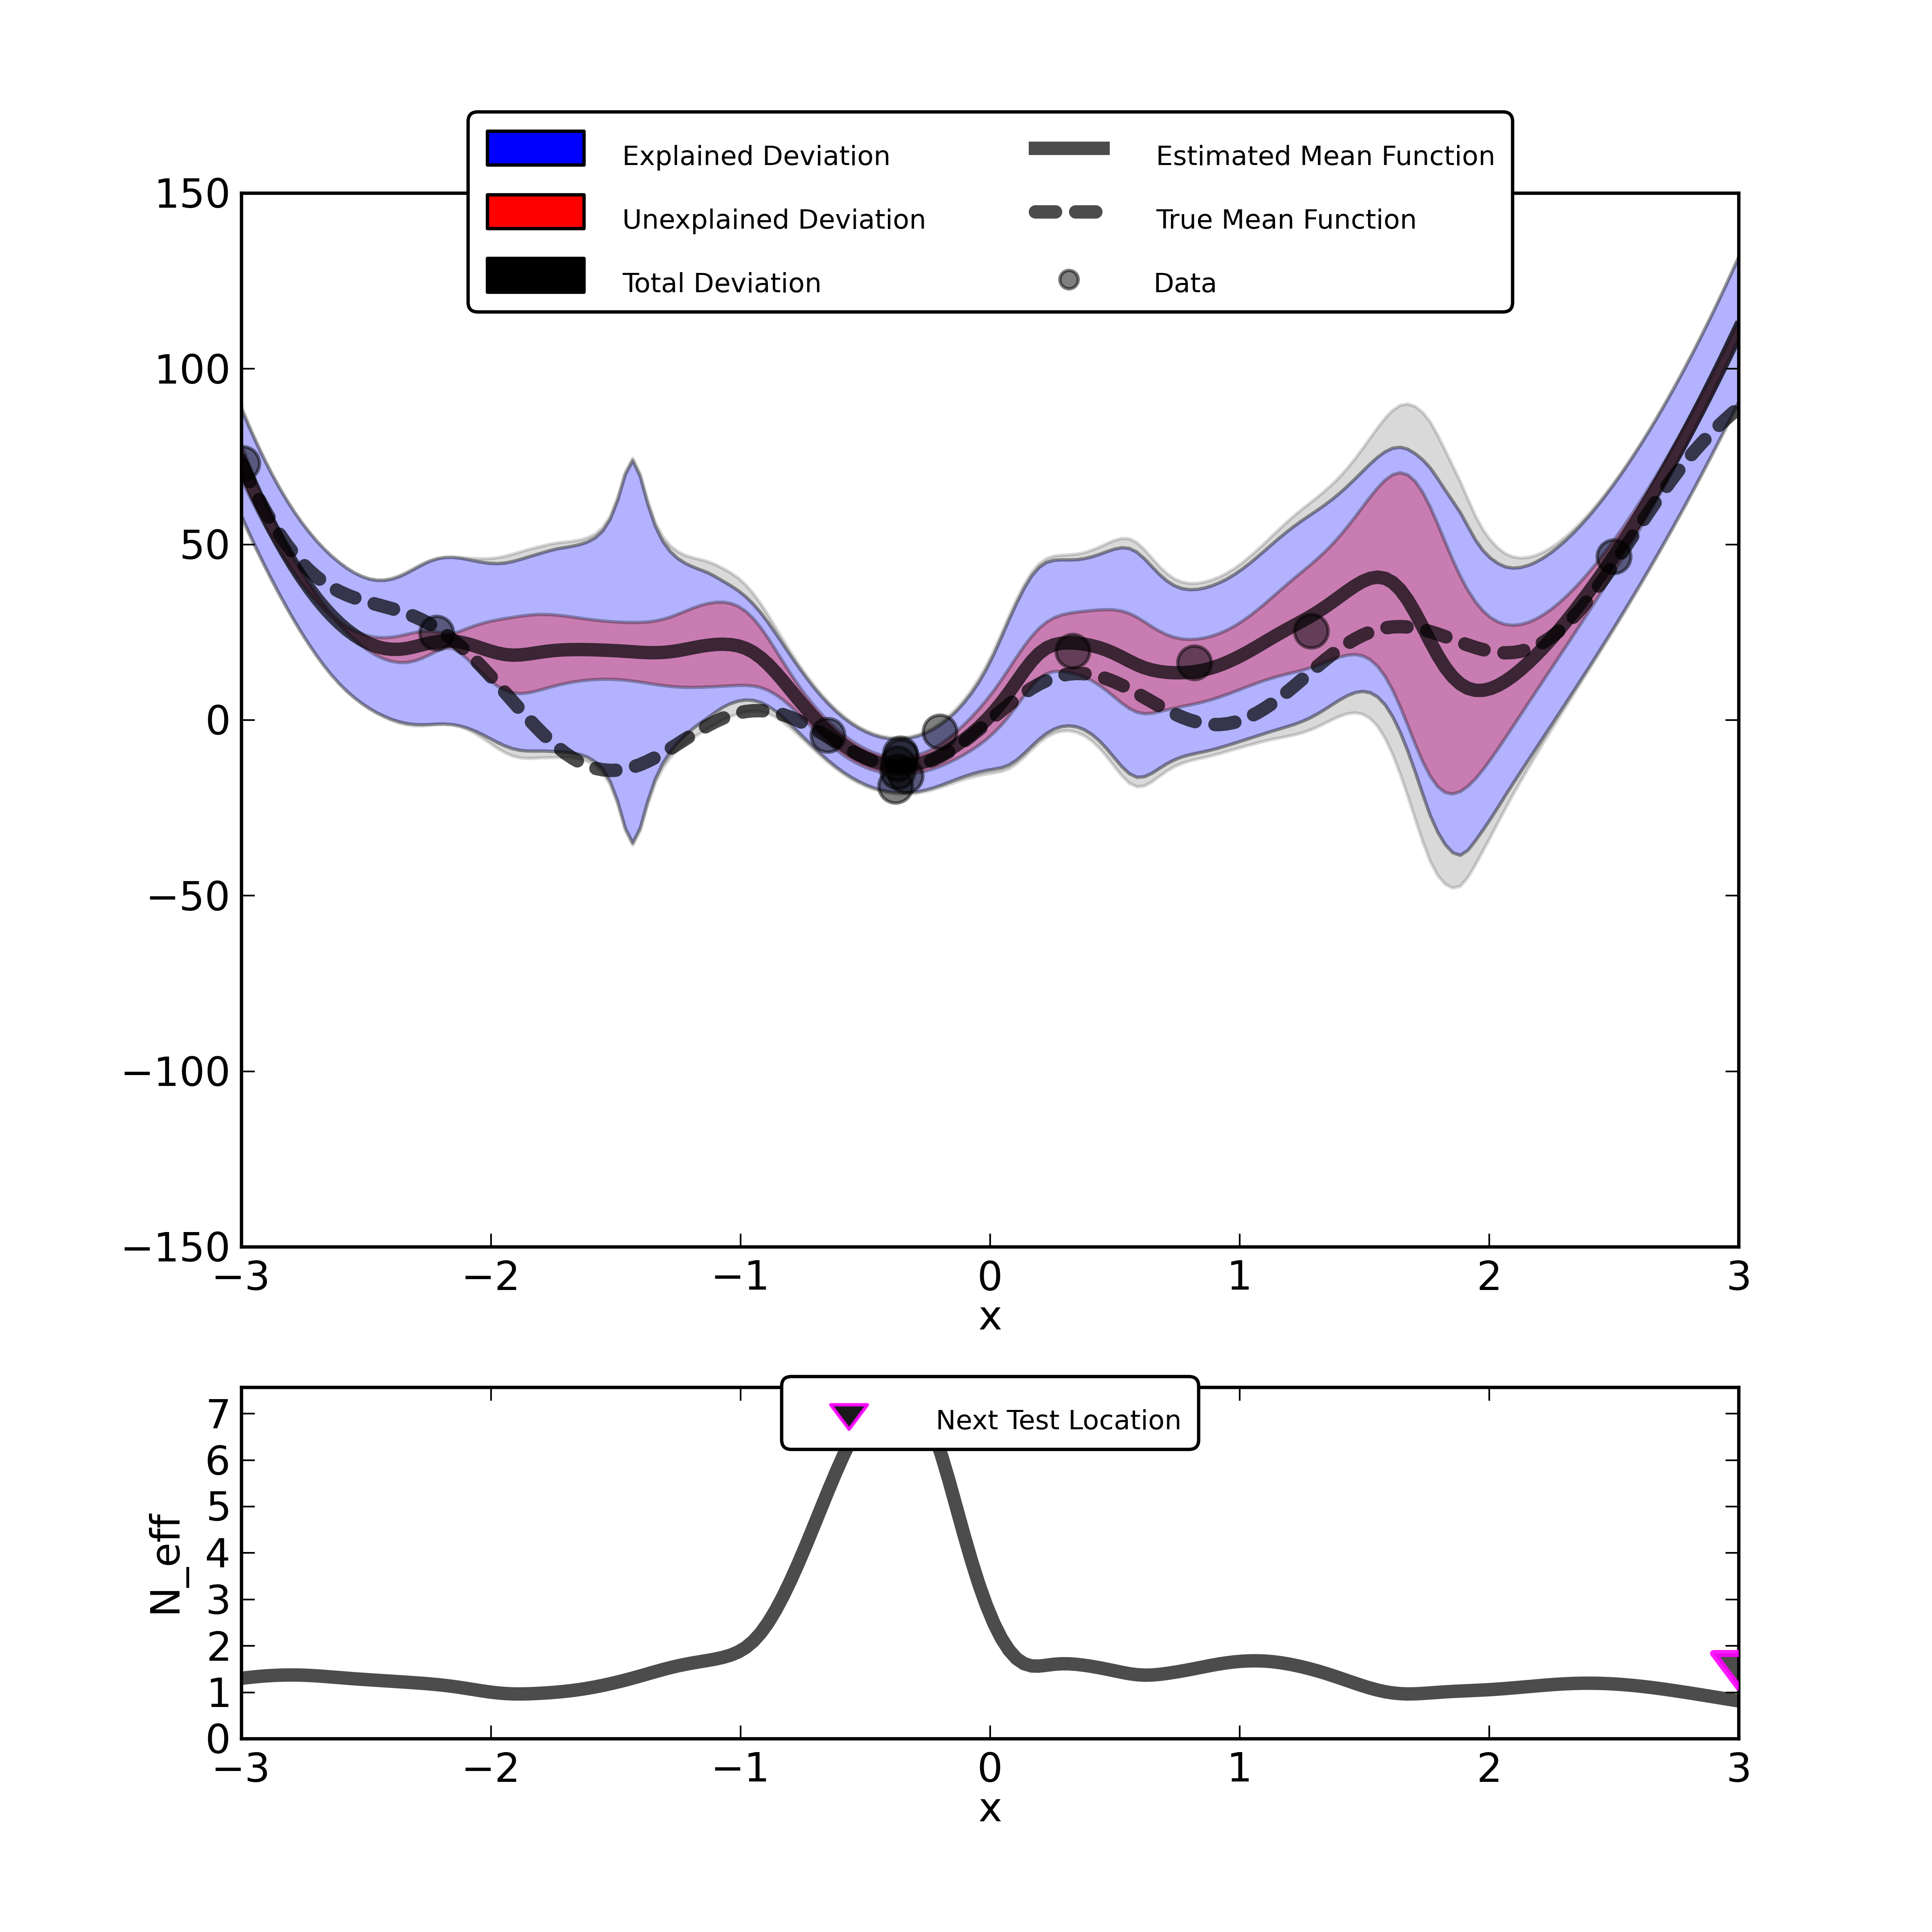 Explained Deviation
Unexplained Deviation
Total Deviation
Estimated Mean Function
True Mean Function
Data
150
100
50
0
−50
−100
−150
−3 −2 −1 0 1 2 3
x
Next Test Location
N_eff
7
6
5
4
3
2
1
0
−3 −2 −1 0 1 2 3
x